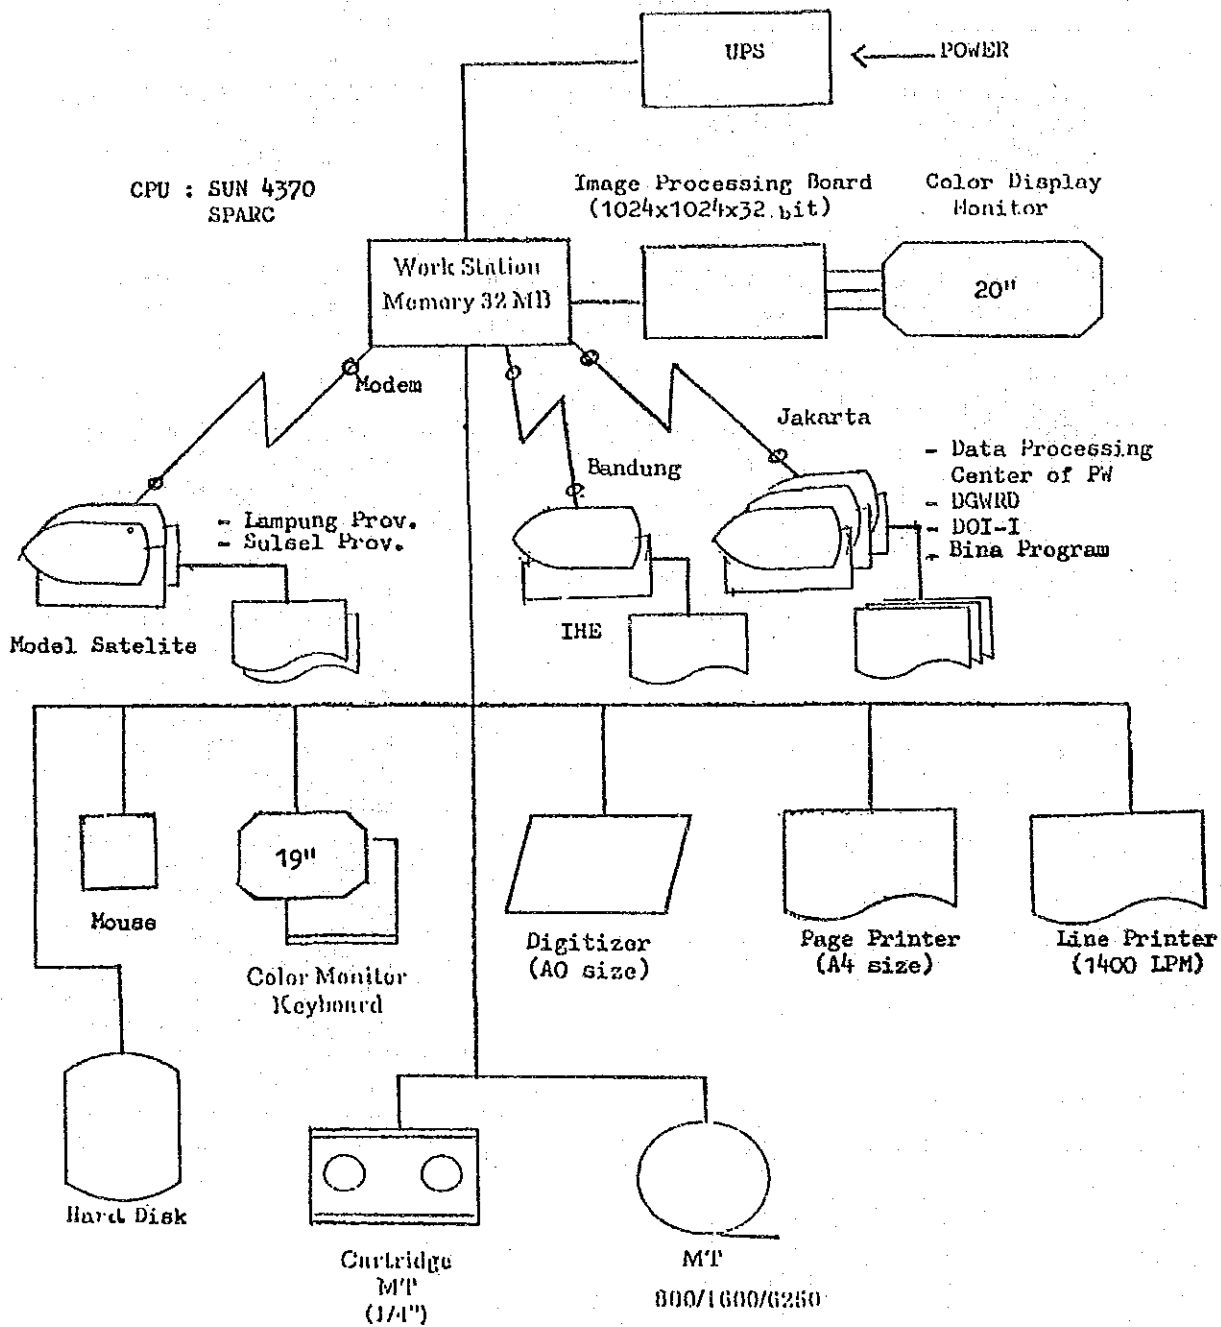 UPS
POWER
CPU : SUN 4370
SPARC
Image Processing Board
(1024x1024x32 bit)
Color Display
Monitor
Work Station
Memory 32 MB
20"
Modem
Jakarta
- Data Processing
Center of PW
- DGWRD
- DOI-I
- Bina Program
Bandung
- Lampung Prov.
- Sulsel Prov.
Model Satelite
IHE
19"
Mouse
Color Monitor
Keyboard
Digitizer
(A0 size)
Page Printer
(A4 size)
Line Printer
(1400 LPM)
Hard Disk
Cartridge
MT
(1/4")
MT
800/1600/6250